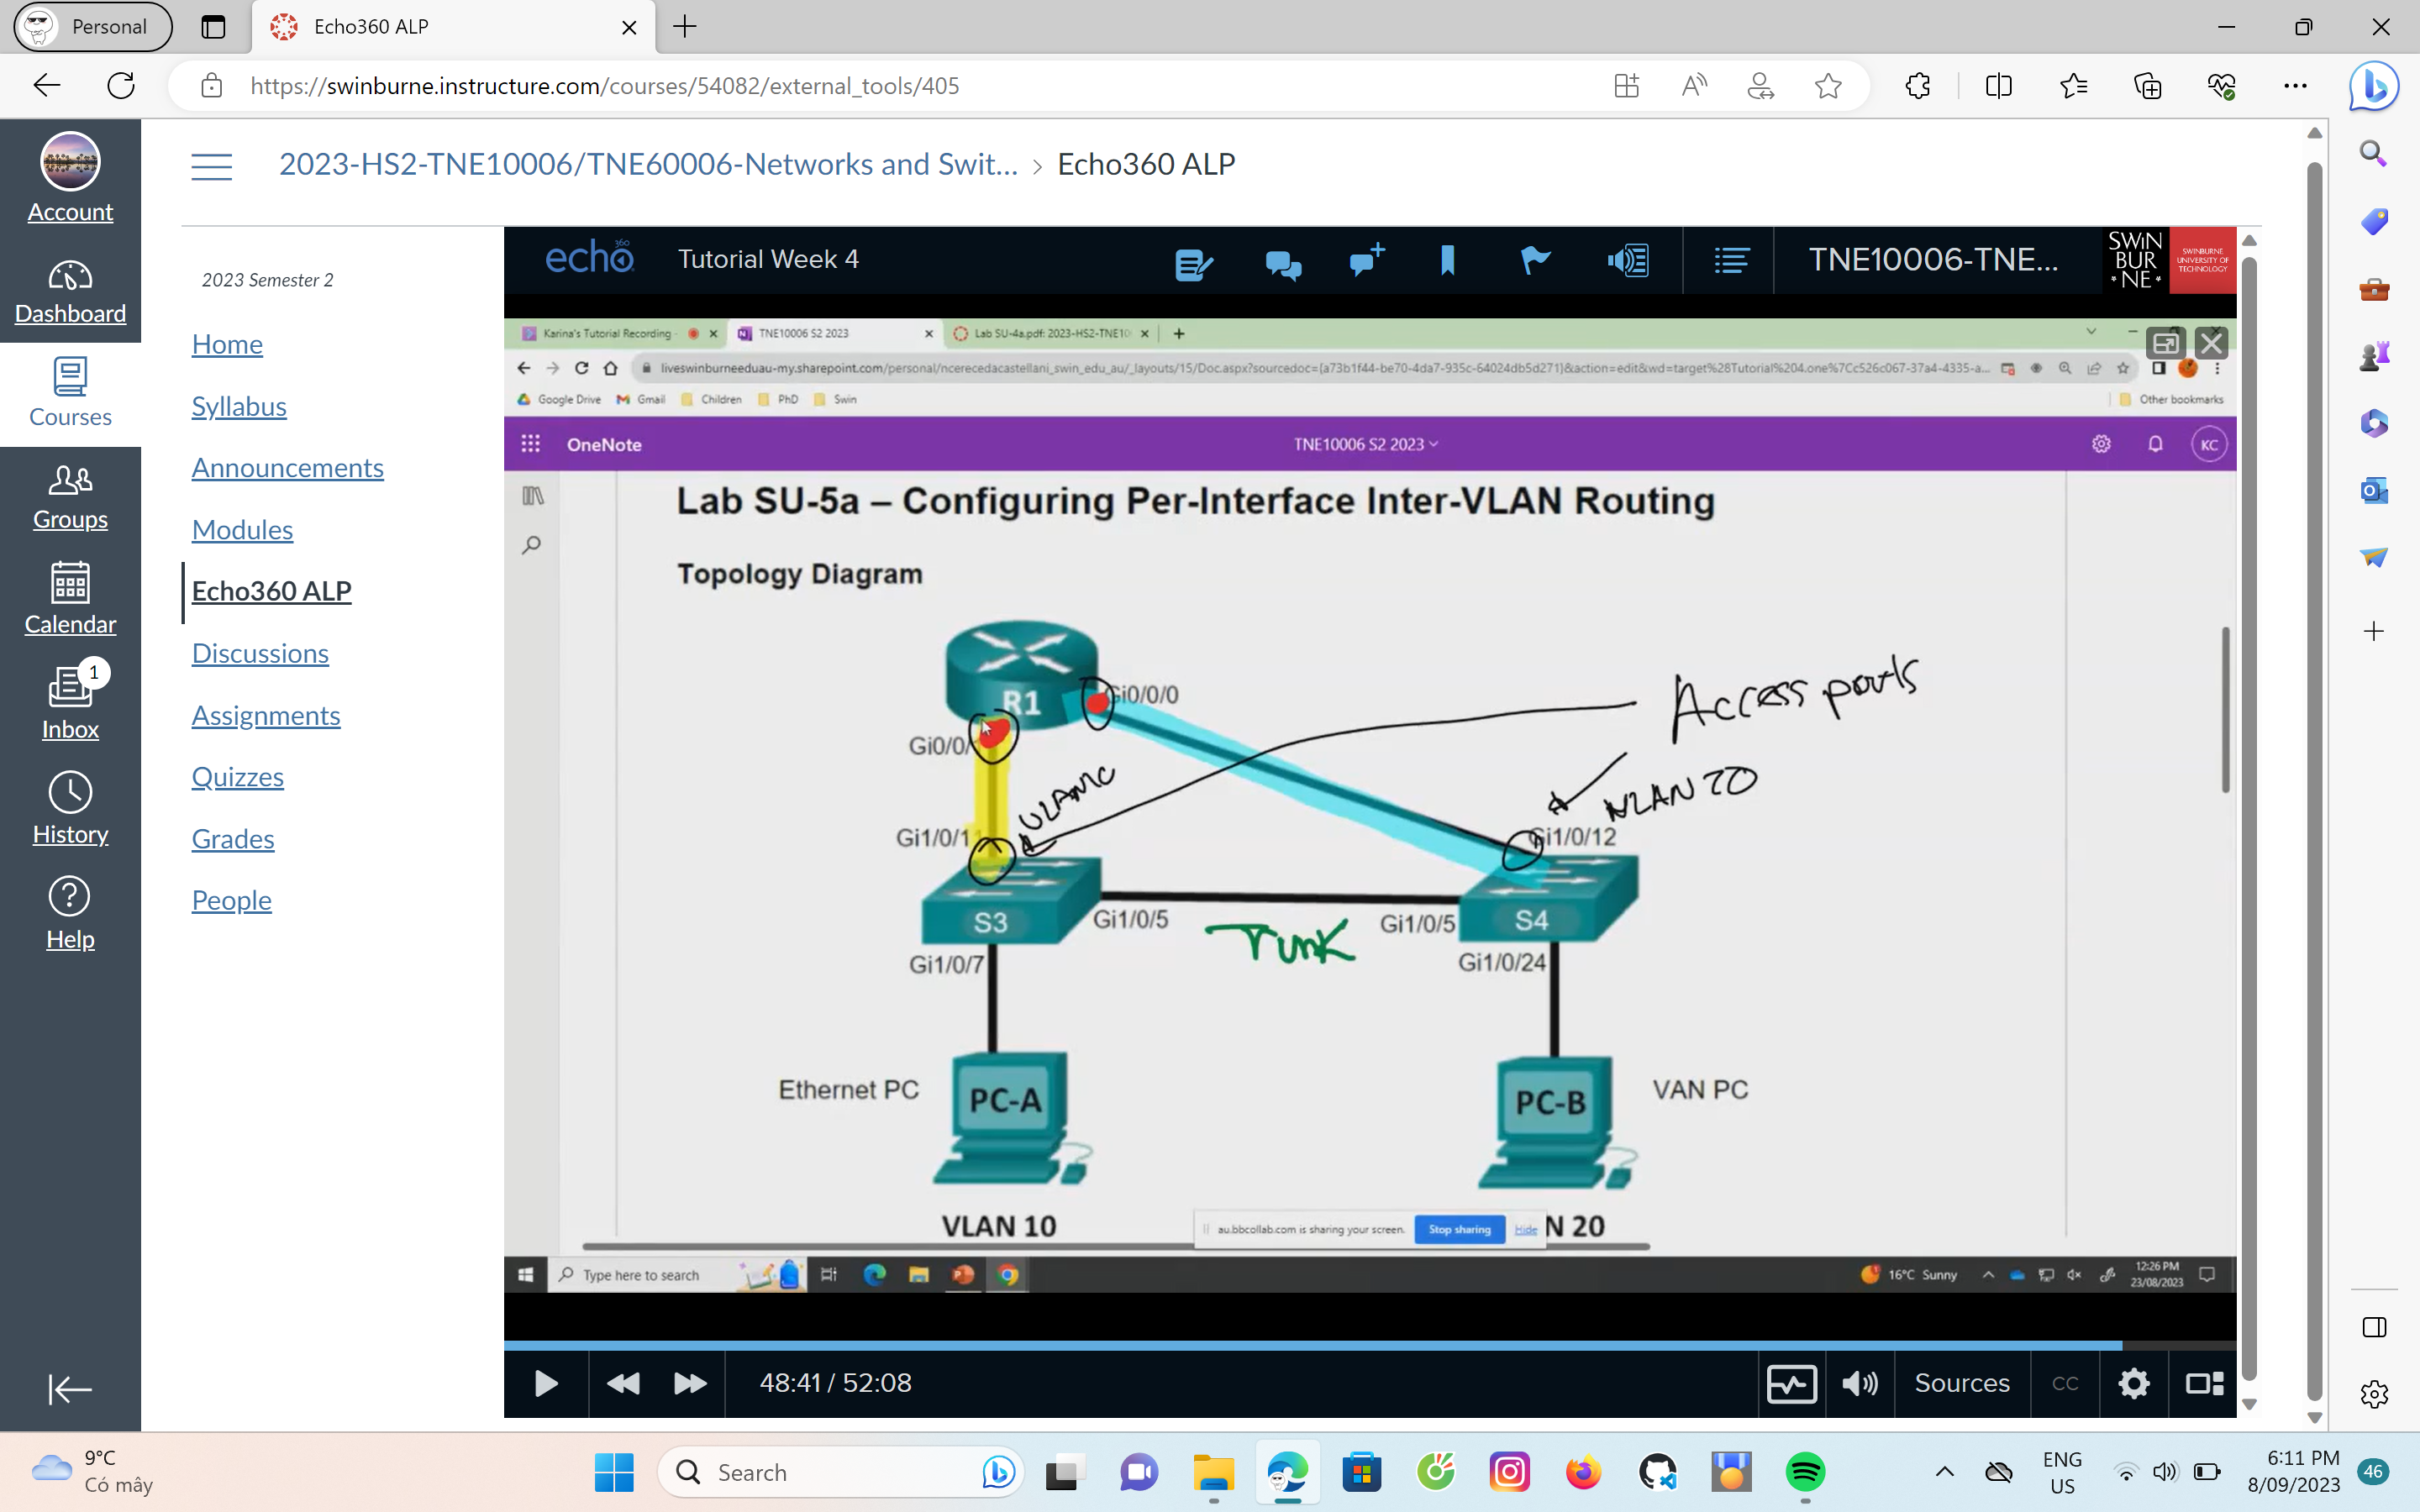 Personal
Echo360 ALP
https://swinburne.instructure.com/courses/54082/external_tools/405
Account
Dashboard
Courses
Groups
Calendar
1
Inbox
History
Help
2023-HS2-TNE10006/TNE60006-Networks and Swit... › Echo360 ALP
2023 Semester 2
Home
Syllabus
Announcements
Modules
Echo360 ALP
Discussions
Assignments
Quizzes
Grades
People
echo360
Tutorial Week 4
TNE10006-TNE...
SWIN BUR NE
SWINBURNE UNIVERSITY OF TECHNOLOGY
Karina's Tutorial Recording -
TNE10006 S2 2023
Lab SU-4a.pdf: 2023-HS2-TNE10
liveswinburneeduau-my.sharepoint.com/personal/ncerecedacastellani_swin_edu_au/_layouts/15/Doc.aspx?sourcedoc={a73b1f44-be70-4da7-935c-64024db5d271}&action=edit&wd=target%28Tutorial%204.one%7Cc526c067-37a4-4335-a...
Google Drive
Gmail
Children
PhD
Swin
Other bookmarks
OneNote
TNE10006 S2 2023
KC
Lab SU-5a – Configuring Per-Interface Inter-VLAN Routing
Topology Diagram
R1
Gi0/0/0
Access ports
Gi0/0/
VLAN 20
Gi1/0/1
Gi1/0/12
S3
S4
Gi1/0/5
Gi1/0/5
Gi1/0/7
Gi1/0/24
Ethernet PC
PC-A
PC-B
VAN PC
VLAN 10
N 20
au.bbcollab.com is sharing your screen.
Stop sharing
Hide
Type here to search
16°C Sunny
12:26 PM
23/08/2023
48:41 / 52:08
Sources
CC
9°C
Có mây
Search
ENG
US
6:11 PM
8/09/2023
46